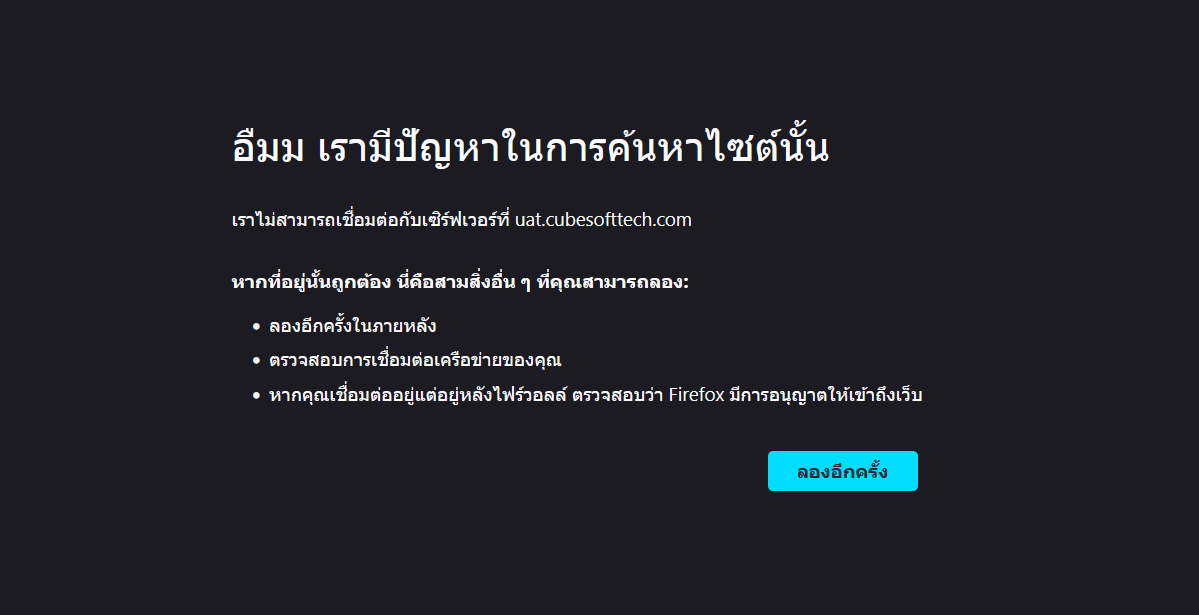 อืมม เรามีปัญหาในการค้นหาไซต์นั้น
เราไม่สามารถเชื่อมต่อกับเซิร์ฟเวอร์ที่ uat.cubesofttech.com
หากที่อยู่นั้นถูกต้อง นี่คือสามสิ่งอื่น ๆ ที่คุณสามารถลอง:
• ลองอีกครั้งในภายหลัง
• ตรวจสอบการเชื่อมต่อเครือข่ายของคุณ
• หากคุณเชื่อมต่ออยู่แต่อยู่หลังไฟร์วอลล์ ตรวจสอบว่า Firefox มีการอนุญาตให้เข้าถึงเว็บ
ลองอีกครั้ง